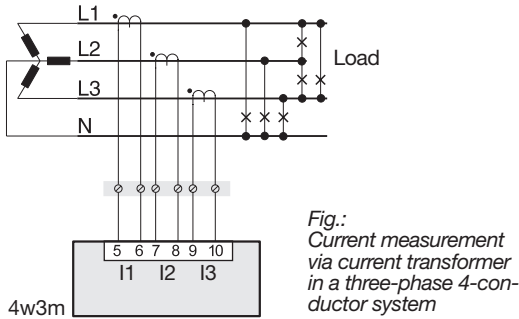 L1
L2
Load
L3
N
Fig.:
Current measurement
via current transformer
in a three-phase 4-con-
ductor system
5 6 7 8 9 10
I1 I2 I3
4w3m